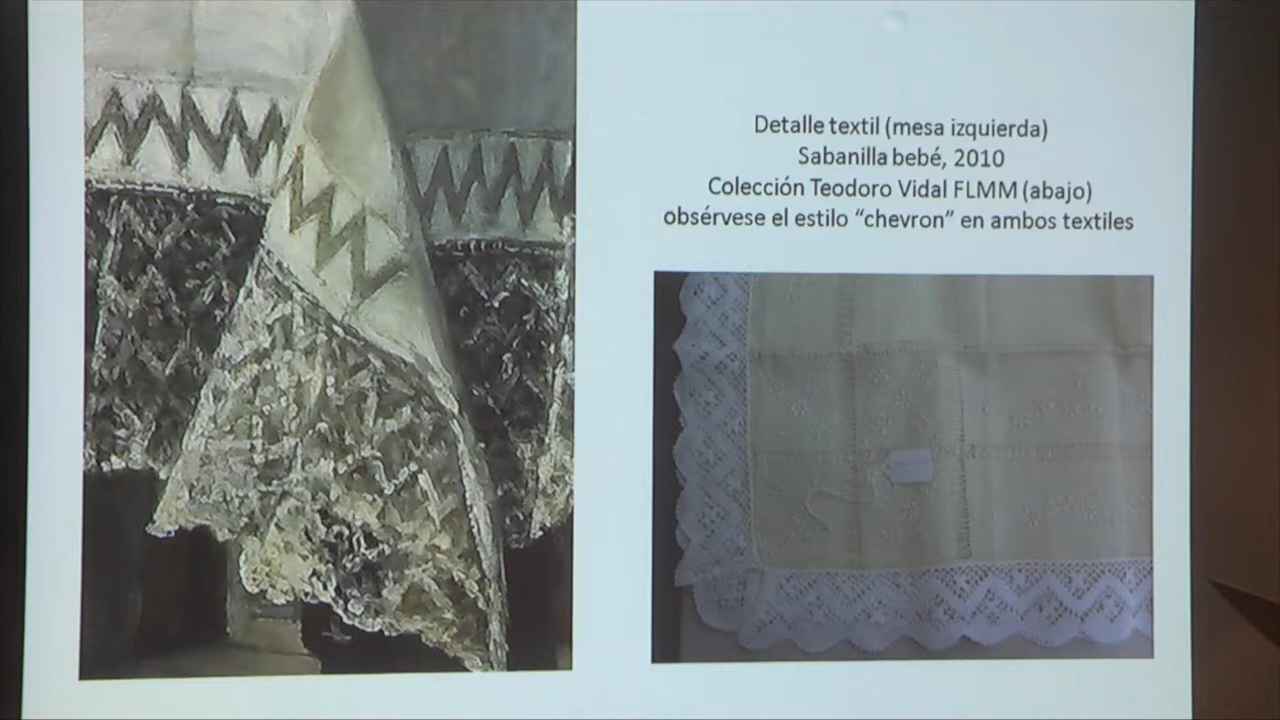 Detalle textil (mesa izquierda)
Sabanilla bebé, 2010
Colección Teodoro Vidal FLMM (abajo)
obsérvese el estilo “chevron” en ambos textiles